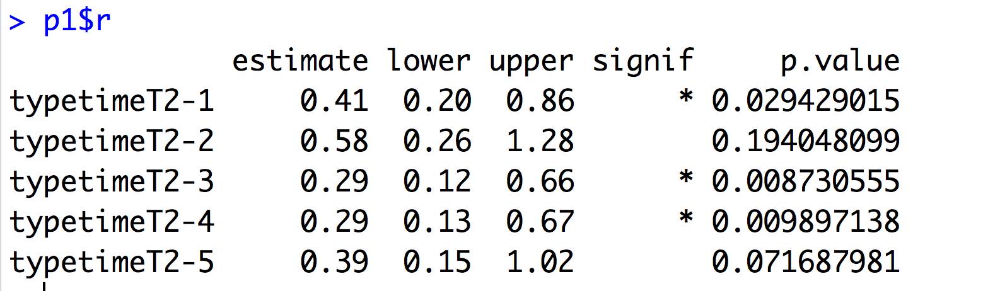 > p1$r
estimate lower upper signif p.value
typetimeT2-1 0.41 0.20 0.86 * 0.029429015
typetimeT2-2 0.58 0.26 1.28 0.194048099
typetimeT2-3 0.29 0.12 0.66 * 0.008730555
typetimeT2-4 0.29 0.13 0.67 * 0.009897138
typetimeT2-5 0.39 0.15 1.02 0.071687981